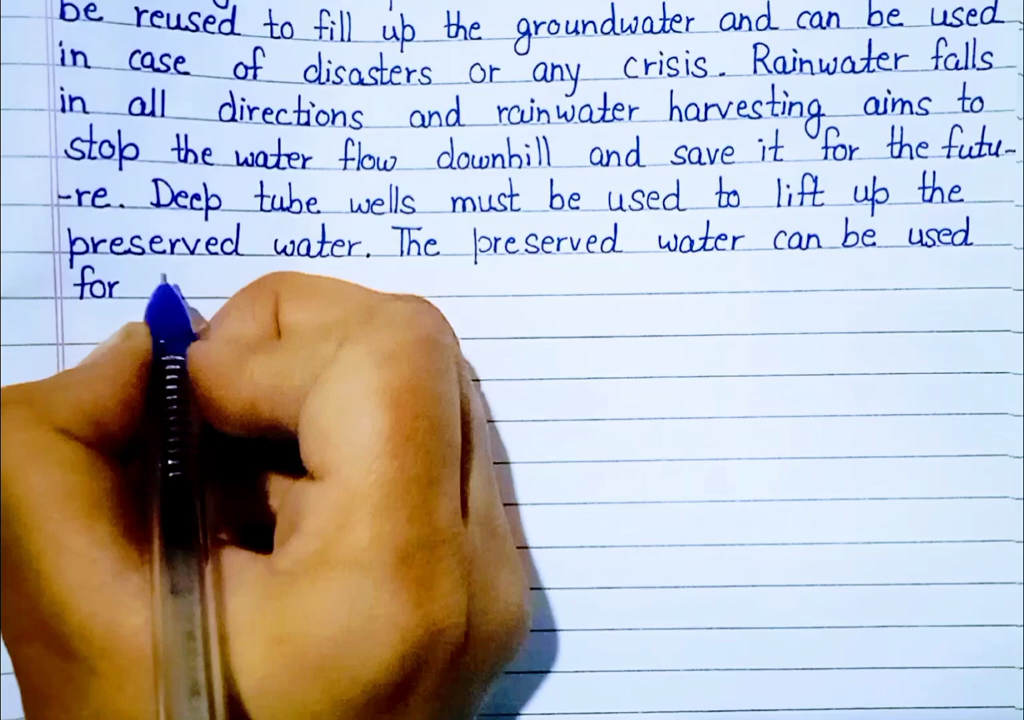 be reused to fill up the groundwater and can be used
in case of disasters or any crisis. Rainwater falls
in all directions and rainwater harvesting aims to
stop the water flow downhill and save it for the futu-
-re. Deep tube wells must be used to lift up the
preserved water. The preserved water can be used
for